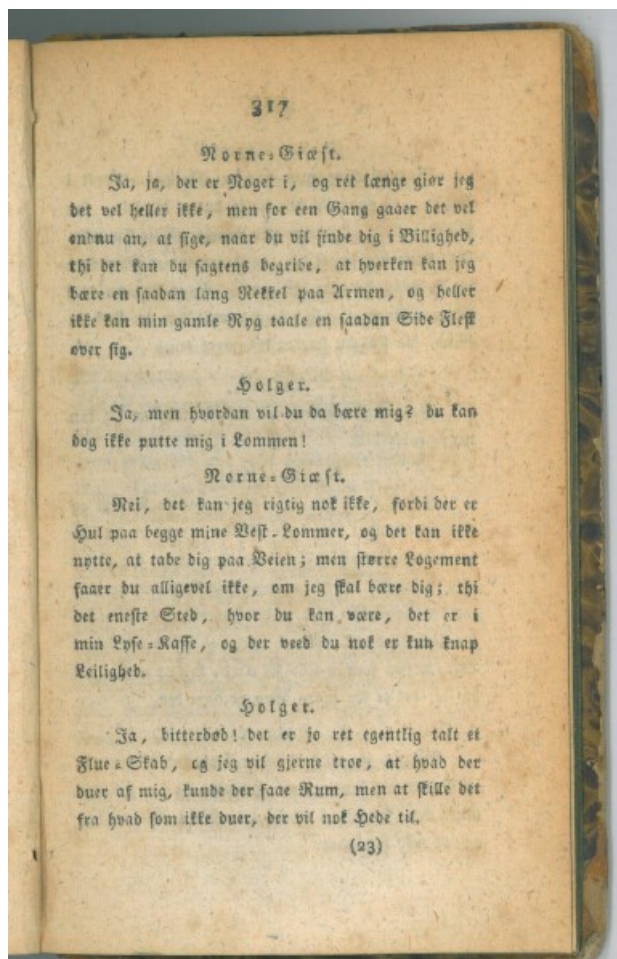 317
Norne-Giæst.
Ja, ja, der er Noget i, og ret længe giør jeg
det vel heller ikke, men for een Gang gaaer det vel
endnu an, at sige, naar du vil finde dig i Billighed,
thi det kan du sagtens begribe, at hverken kan jeg
bære en saadan lang Rekkel paa Armen, og heller
ikke kan min gamle Ryg taale en saadan Side Flesk
over sig.
Holger.
Ja, men hvordan vil du da bære mig? du kan
dog ikke putte mig i Lommen!
Norne-Giæst.
Nei, det kan jeg rigtig nok ikke, fordi der er
Hul paa begge mine Vest-Lommer, og det kan ikke
nytte, at tabe dig paa Veien; men større Logement
faaer du alligevel ikke, om jeg skal bære dig; thi
det eneste Sted, hvor du kan være, det er i
min Lyse-Kasse, og der veed du nok er kun knap
Leilighed.
Holger.
Ja, bitterdød! det er jo ret egentlig talt et
Flue-Skab, og jeg vil gjerne troe, at hvad der
duer af mig, kunde der faae Rum, men at skille det
fra hvad som ikke duer, der vil nok Hede til.
(23)